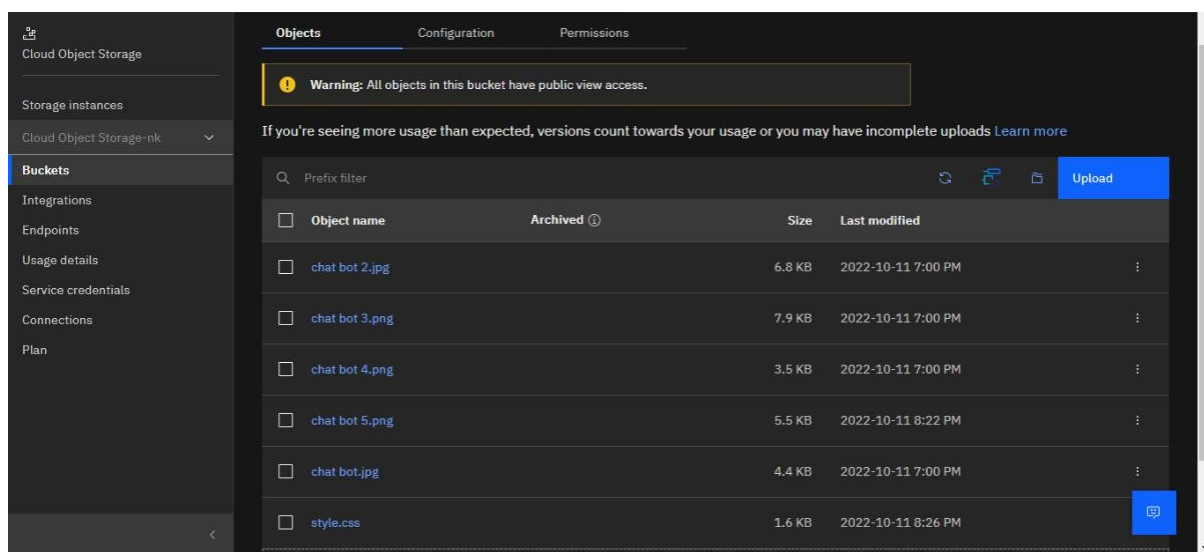 Cloud Object Storage
Storage instances
Cloud Object Storage-nk
Buckets
Integrations
Endpoints
Usage details
Service credentials
Connections
Plan
Objects Configuration Permissions
Warning: All objects in this bucket have public view access.
If you're seeing more usage than expected, versions count towards your usage or you may have incomplete uploads Learn more
Prefix filter Upload
Object name Archived Size Last modified
chat bot 2.jpg 6.8 KB 2022-10-11 7:00 PM
chat bot 3.png 7.9 KB 2022-10-11 7:00 PM
chat bot 4.png 3.5 KB 2022-10-11 7:00 PM
chat bot 5.png 5.5 KB 2022-10-11 8:22 PM
chat bot.jpg 4.4 KB 2022-10-11 7:00 PM
style.css 1.6 KB 2022-10-11 8:26 PM